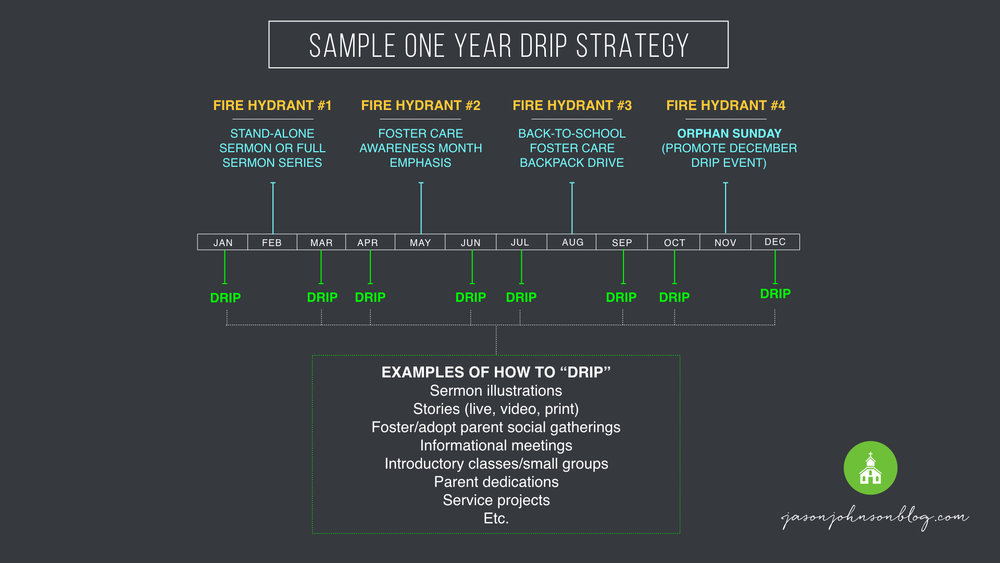 SAMPLE ONE YEAR DRIP STRATEGY
FIRE HYDRANT #1
STAND-ALONE
SERMON OR FULL
SERMON SERIES
FIRE HYDRANT #2
FOSTER CARE
AWARENESS MONTH
EMPHASIS
FIRE HYDRANT #3
BACK-TO-SCHOOL
FOSTER CARE
BACKPACK DRIVE
FIRE HYDRANT #4
ORPHAN SUNDAY
(PROMOTE DECEMBER
DRIP EVENT)
JAN FEB MAR APR MAY JUN JUL AUG SEP OCT NOV DEC
DRIP DRIP DRIP DRIP DRIP DRIP DRIP DRIP
EXAMPLES OF HOW TO “DRIP”
Sermon illustrations
Stories (live, video, print)
Foster/adopt parent social gatherings
Informational meetings
Introductory classes/small groups
Parent dedications
Service projects
Etc.
jasonjohnsonblog.com